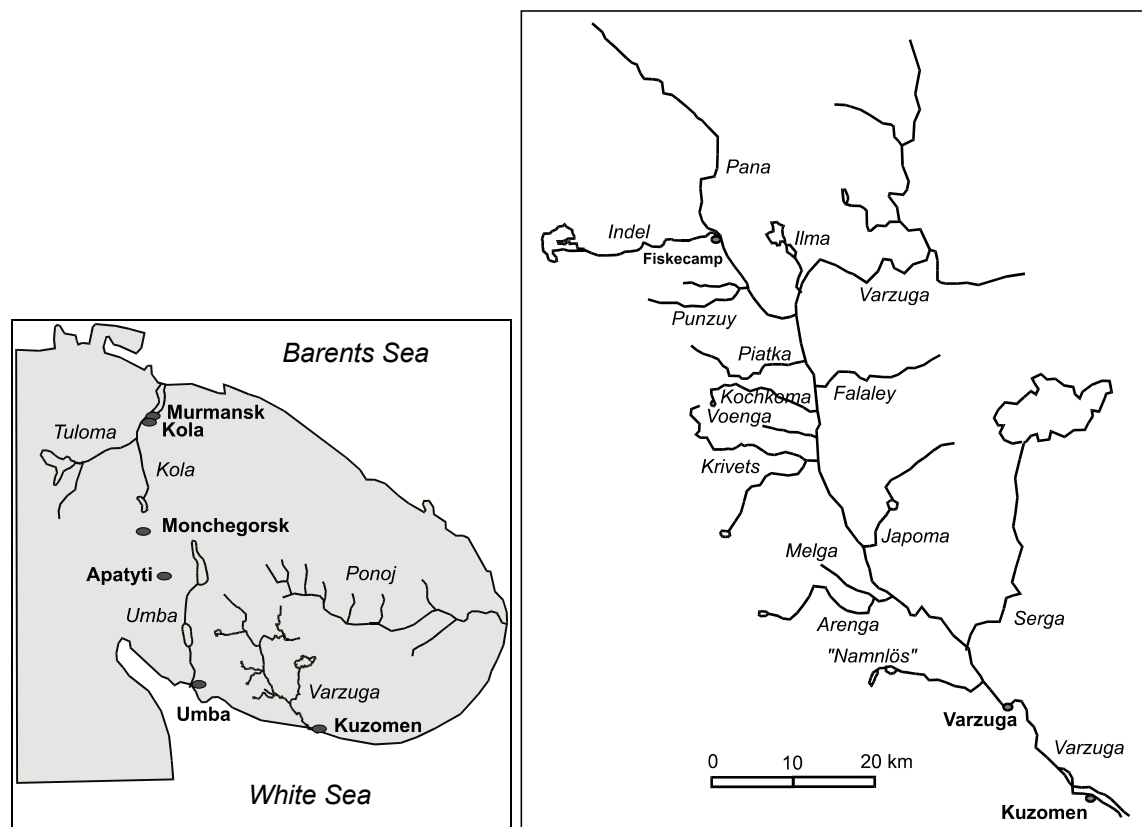 Barents Sea
Murmansk
Kola
Tuloma
Kola
Monchegorsk
Apatyti
Ponoj
Umba
Varzuga
Umba
Kuzomen
White Sea
Pana
Indel
Ilma
Fiskecamp
Varzuga
Punzuy
Piatka
Falaley
Kochkoma
Voenga
Krivets
Japoma
Melga
Arenga
Serga
"Namnlös"
Varzuga
Varzuga
0 10 20 km
Kuzomen